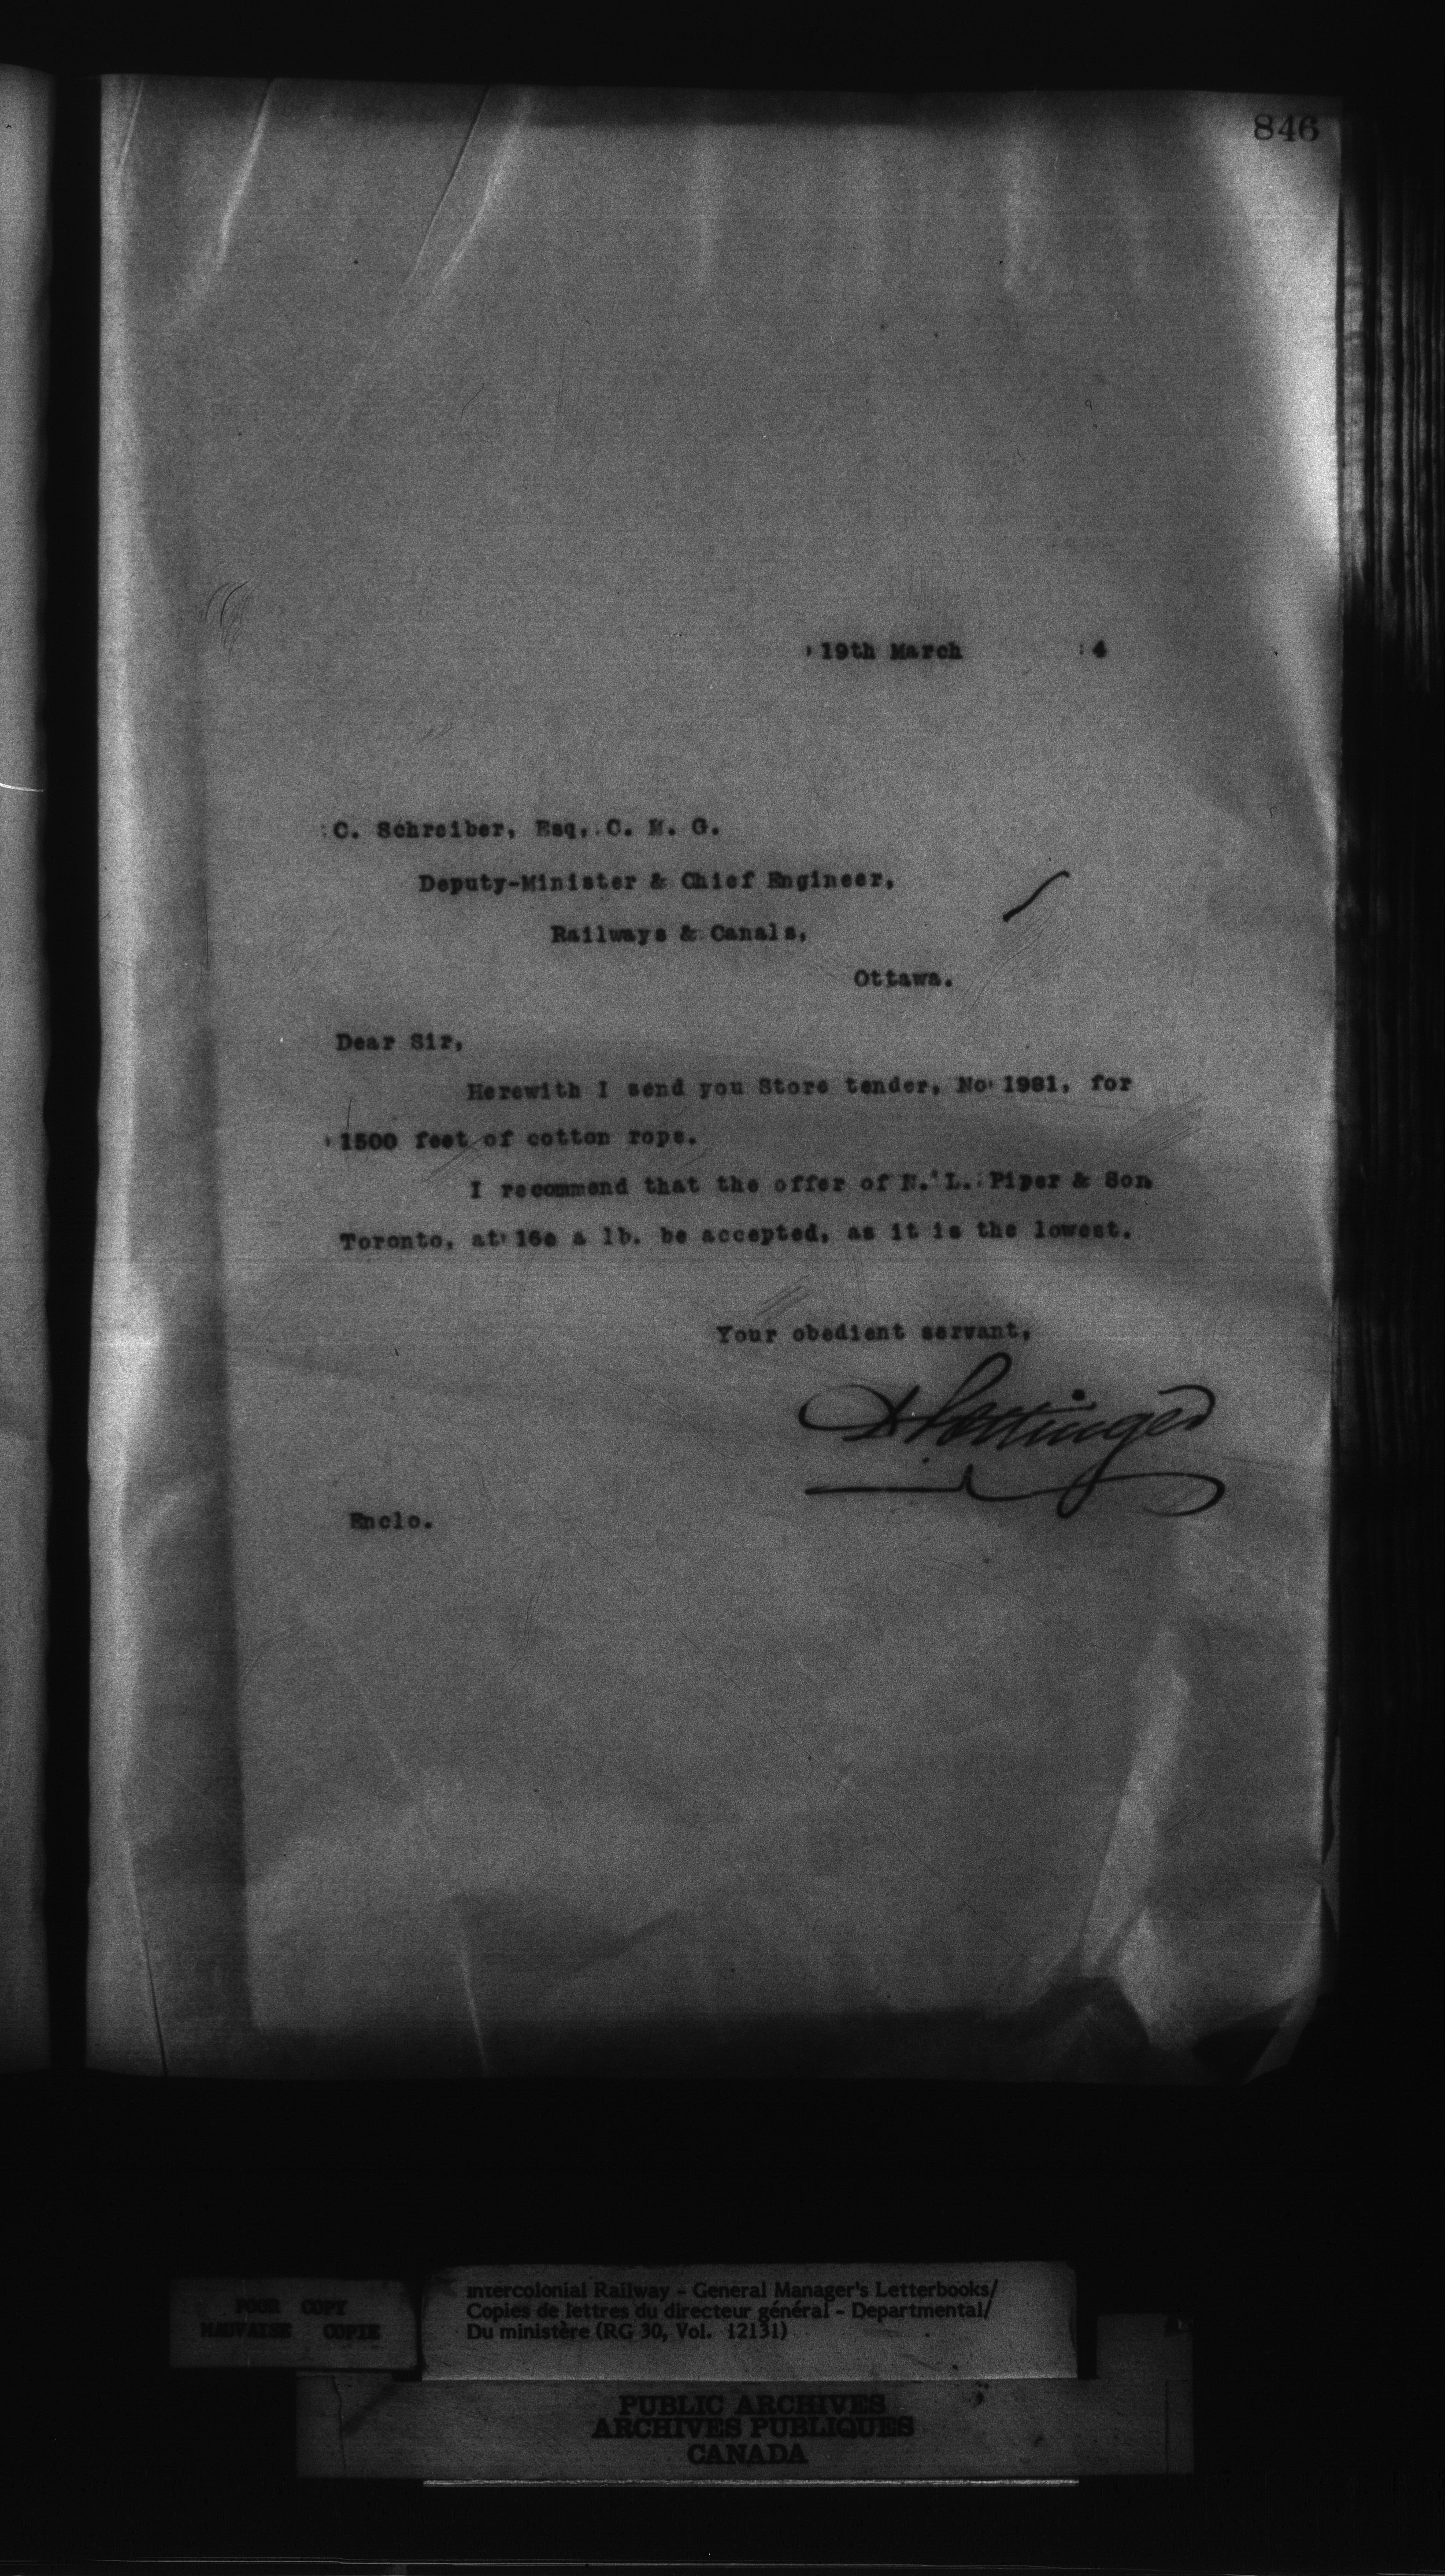 846
19th March 4
C. Schreiber, Esq, C. M. G.
Deputy-Minister & Chief Engineer,
Railways & Canals,
Ottawa.
Dear Sir,
Herewith I send you Store tender, No 1981, for
1500 feet of cotton rope.
I recommend that the offer of N. L. Piper & Son
Toronto, at 16c a lb. be accepted, as it is the lowest.
Your obedient servant,
D Pottinger
Enclo.
POOR COPY
MAUVAISE COPIE
Intercolonial Railway - General Manager's Letterbooks/
Copies de lettres du directeur général - Departmental/
Du ministère (RG 30, Vol. 12131)
PUBLIC ARCHIVES
ARCHIVES PUBLIQUES
CANADA